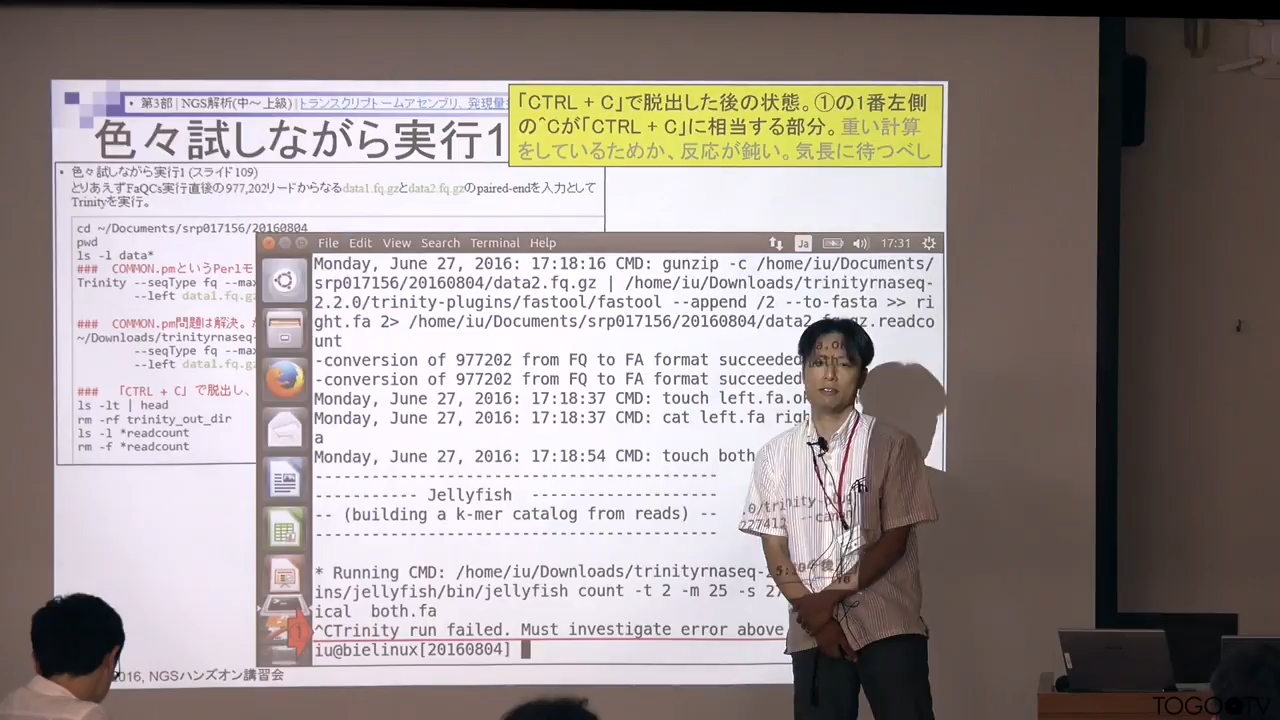 • 第3部 | NGS解析(中～上級) | トランスクリプトームアセンブリ、発現量
色々試しながら実行1
「CTRL + C」で脱出した後の状態。①の1番左側
の^Cが「CTRL + C」に相当する部分。重い計算
をしているためか、反応が鈍い。気長に待つべし
• 色々試しながら実行1 (スライド109)
とりあえずFaQCs実行直後の977,202リードからなるdata1.fq.gzとdata2.fq.gzのpaired-endを入力として
Trinityを実行。
cd ~/Documents/srp017156/20160804
pwd
ls -l data*
### COMMON.pmというPerlモ
Trinity --seqType fq --max
--left data1.fq.gz
### COMMON.pm問題は解決。
~/Downloads/trinityrnaseq-
--seqType fq --max
--left data1.fq.gz
### 「CTRL + C」で脱出し、
ls -lt | head
rm -rf trinity_out_dir
ls -l *readcount
rm -f *readcount
File Edit View Search Terminal Help
Ja
17:31
Monday, June 27, 2016: 17:18:16 CMD: gunzip -c /home/iu/Documents/
srp017156/20160804/data2.fq.gz | /home/iu/Downloads/trinityrnaseq-
2.2.0/trinity-plugins/fastool/fastool --append /2 --to-fasta >> ri
ght.fa 2> /home/iu/Documents/srp017156/20160804/data2.fq.gz.readco
unt
-conversion of 977202 from FQ to FA format succeeded
-conversion of 977202 from FQ to FA format succeeded
Monday, June 27, 2016: 17:18:37 CMD: touch left.fa.ok
Monday, June 27, 2016: 17:18:37 CMD: cat left.fa righ
a
Monday, June 27, 2016: 17:18:54 CMD: touch both
-------------------------------------------
----------- Jellyfish --------------------
-- (building a k-mer catalog from reads) --
-------------------------------------------
* Running CMD: /home/iu/Downloads/trinityrnaseq-2.0/trinity-plug
ins/jellyfish/bin/jellyfish count -t 2 -m 25 -s 27412 --canon
ical both.fa
① ^CTrinity run failed. Must investigate error above
iu@bielinux[20160804]
2016, NGSハンズオン講習会
TOGOTV